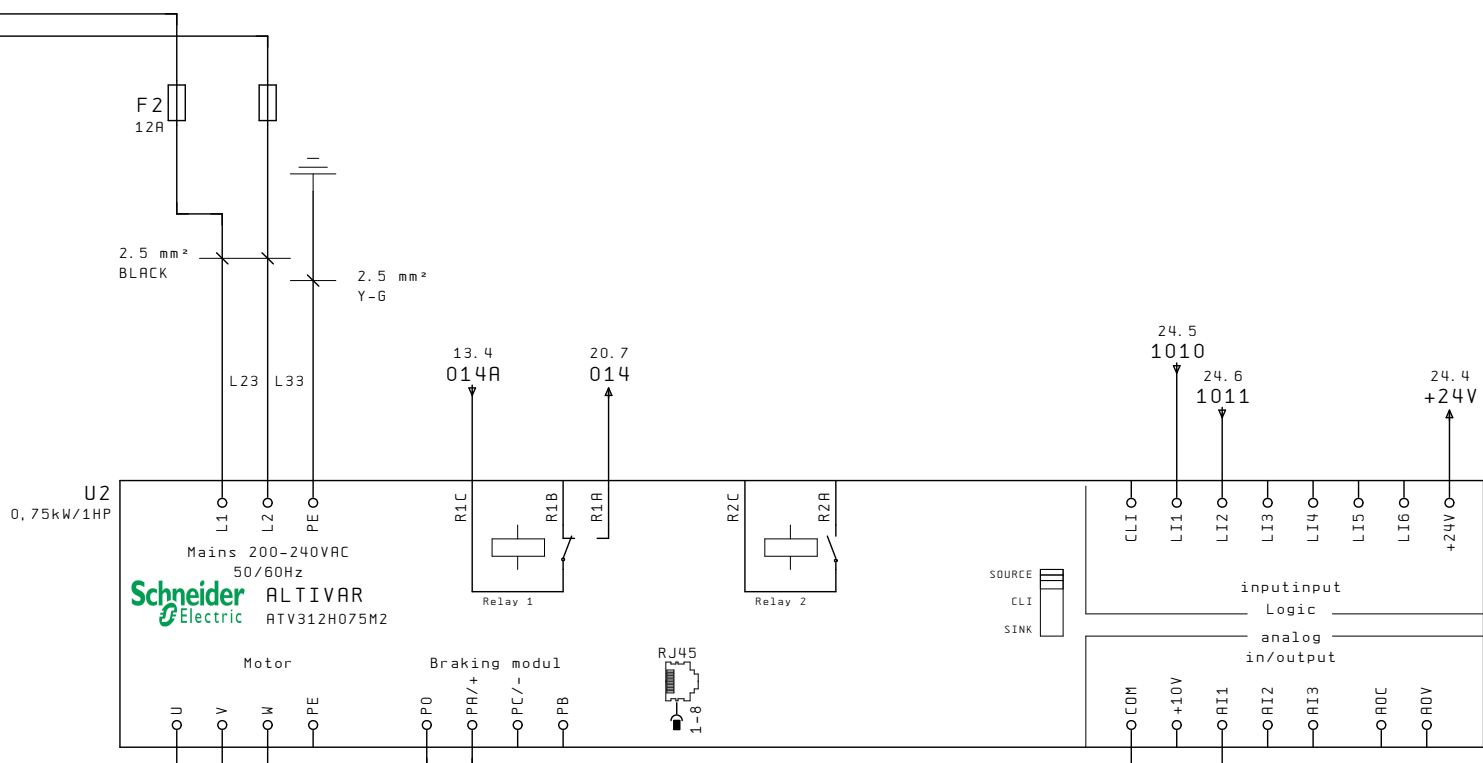 F2
12A
2.5 mm²
BLACK
2.5 mm²
Y-G
L23
L33
13.4
014A
20.7
014
24.5
1010
24.6
1011
24.4
+24V
U2
0,75kW/1HP
L1
L2
PE
R1C
R1B
R1A
R2C
R2A
CLI
LI1
LI2
LI3
LI4
LI5
LI6
+24V
Mains 200-240VAC
50/60Hz
Schneider
Electric
ALTIVAR
ATV312H075M2
Relay 1
Relay 2
SOURCE
CLI
SINK
inputinput
Logic
analog
in/output
Motor
Braking modul
RJ45
1-8
U
V
W
PE
PO
PA/+
PC/-
PB
COM
+10V
AI1
AI2
AI3
AOC
AOV